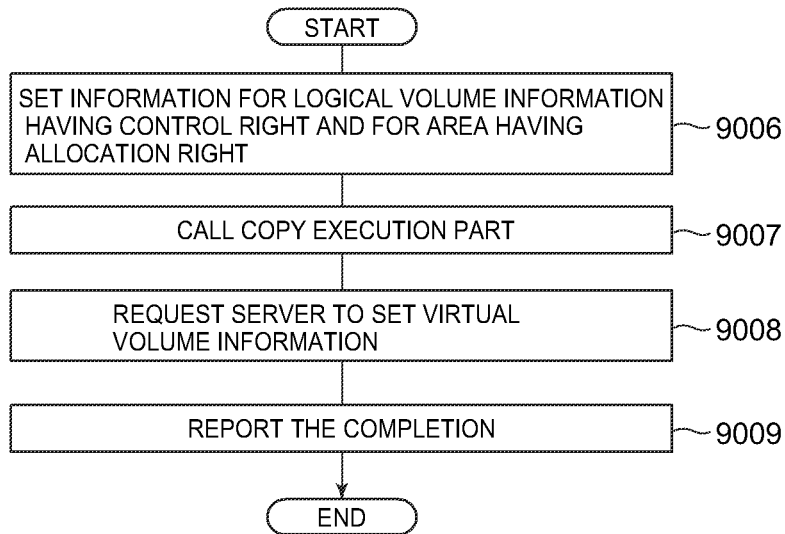 START
SET INFORMATION FOR LOGICAL VOLUME INFORMATION
HAVING CONTROL RIGHT AND FOR AREA HAVING
ALLOCATION RIGHT
9006
CALL COPY EXECUTION PART
9007
REQUEST SERVER TO SET VIRTUAL
VOLUME INFORMATION
9008
REPORT THE COMPLETION
9009
END